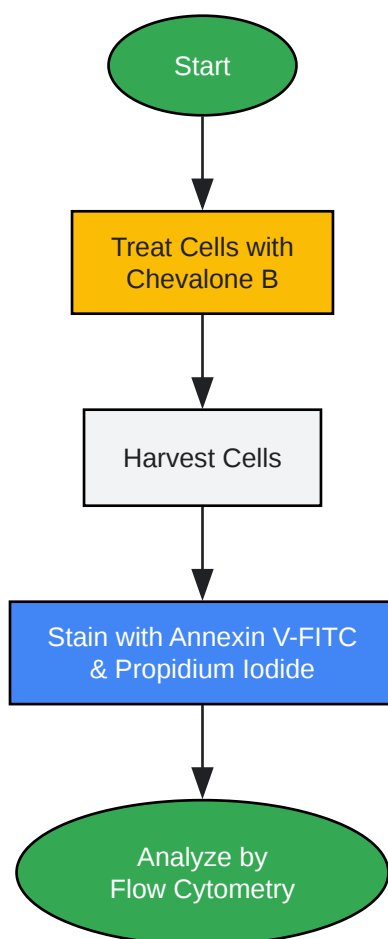 Start
Treat Cells with
Chevalone B
Harvest Cells
Stain with Annexin V-FITC
& Propidium Iodide
Analyze by
Flow Cytometry